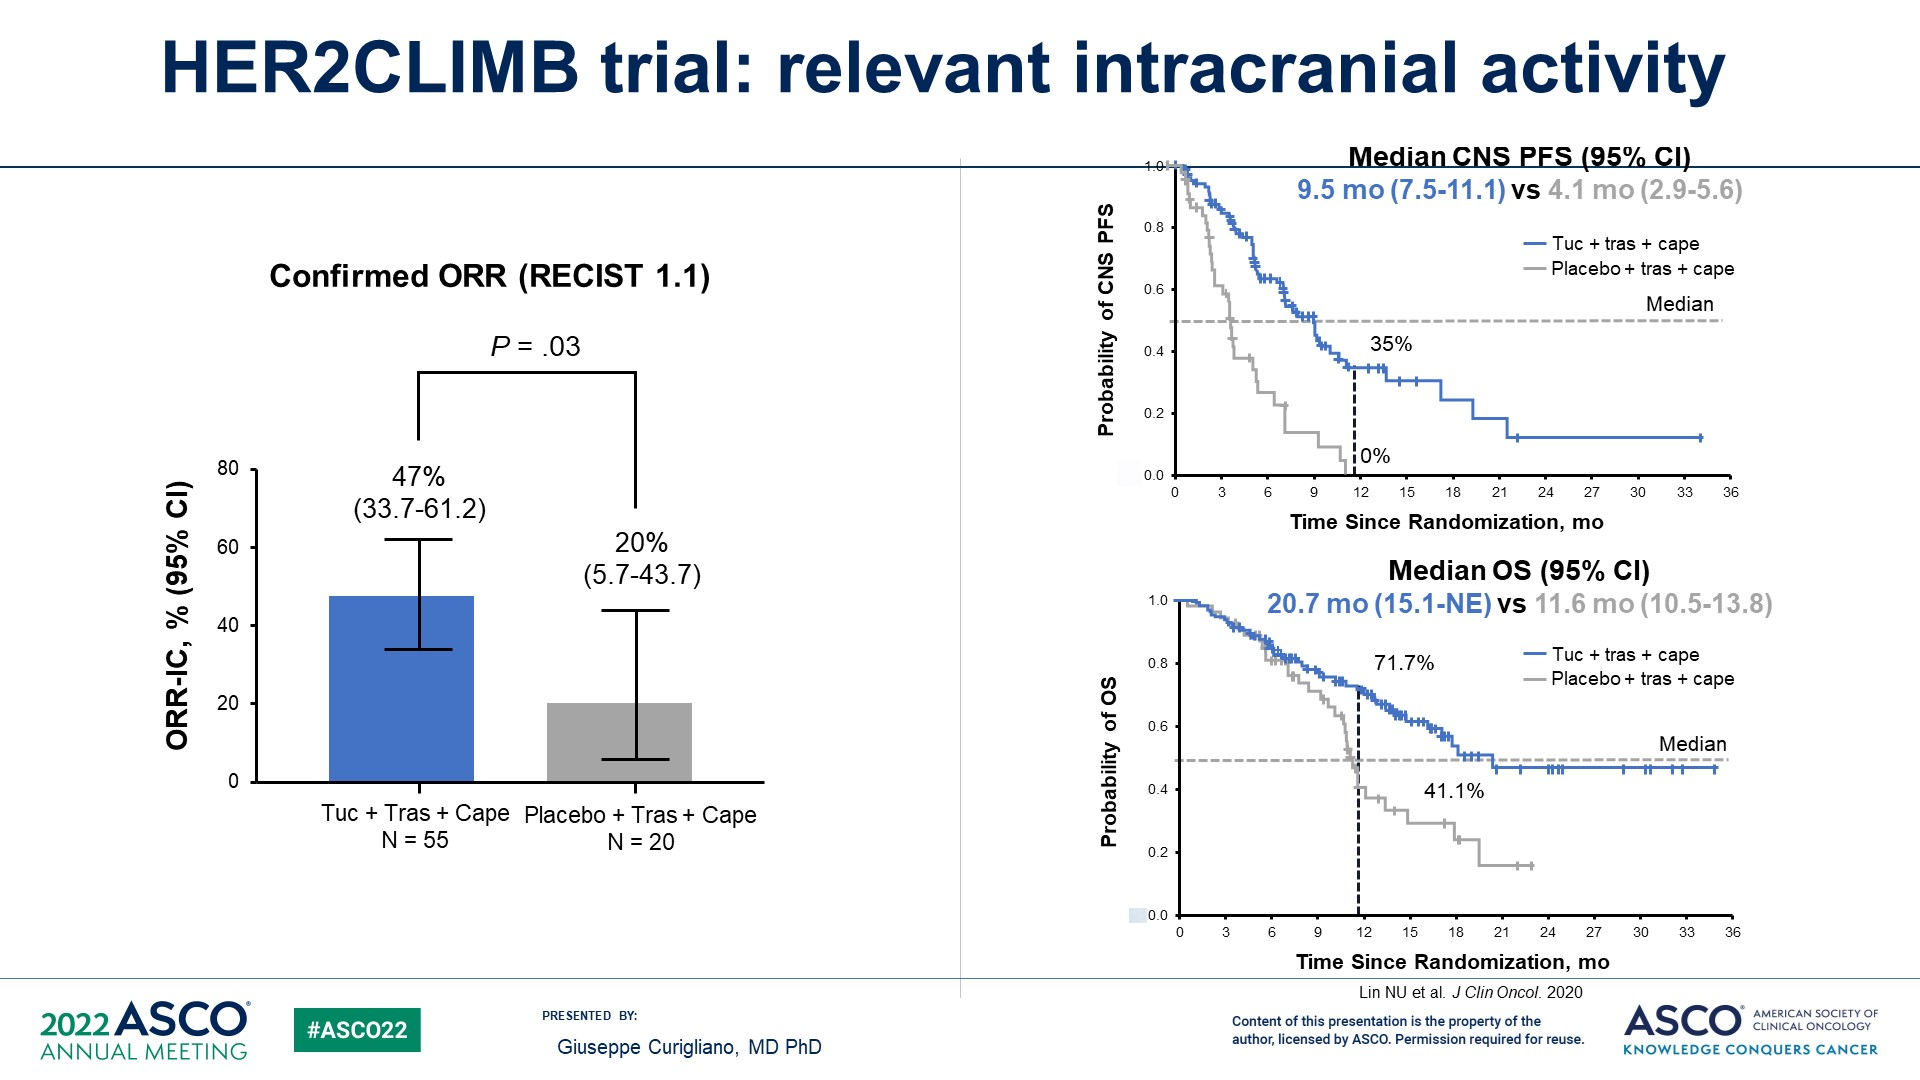 HER2CLIMB trial: relevant intracranial activity
Confirmed ORR (RECIST 1.1)
P = .03
ORR-IC, % (95% CI)
80
60
40
20
0
47%
(33.7-61.2)
20%
(5.7-43.7)
Tuc + Tras + Cape
N = 55
Placebo + Tras + Cape
N = 20
Median CNS PFS (95% CI)
9.5 mo (7.5-11.1) vs 4.1 mo (2.9-5.6)
Tuc + tras + cape
Placebo + tras + cape
Median
35%
0%
Probability of CNS PFS
1.0
0.8
0.6
0.4
0.2
0.0
0 3 6 9 12 15 18 21 24 27 30 33 36
Time Since Randomization, mo
Median OS (95% CI)
20.7 mo (15.1-NE) vs 11.6 mo (10.5-13.8)
Tuc + tras + cape
Placebo + tras + cape
71.7%
Median
41.1%
Probability of OS
1.0
0.8
0.6
0.4
0.2
0.0
0 3 6 9 12 15 18 21 24 27 30 33 36
Time Since Randomization, mo
Lin NU et al. J Clin Oncol. 2020
2022 ASCO®
ANNUAL MEETING
#ASCO22
PRESENTED BY:
Giuseppe Curigliano, MD PhD
Content of this presentation is the property of the
author, licensed by ASCO. Permission required for reuse.
ASCO® AMERICAN SOCIETY OF
CLINICAL ONCOLOGY
KNOWLEDGE CONQUERS CANCER